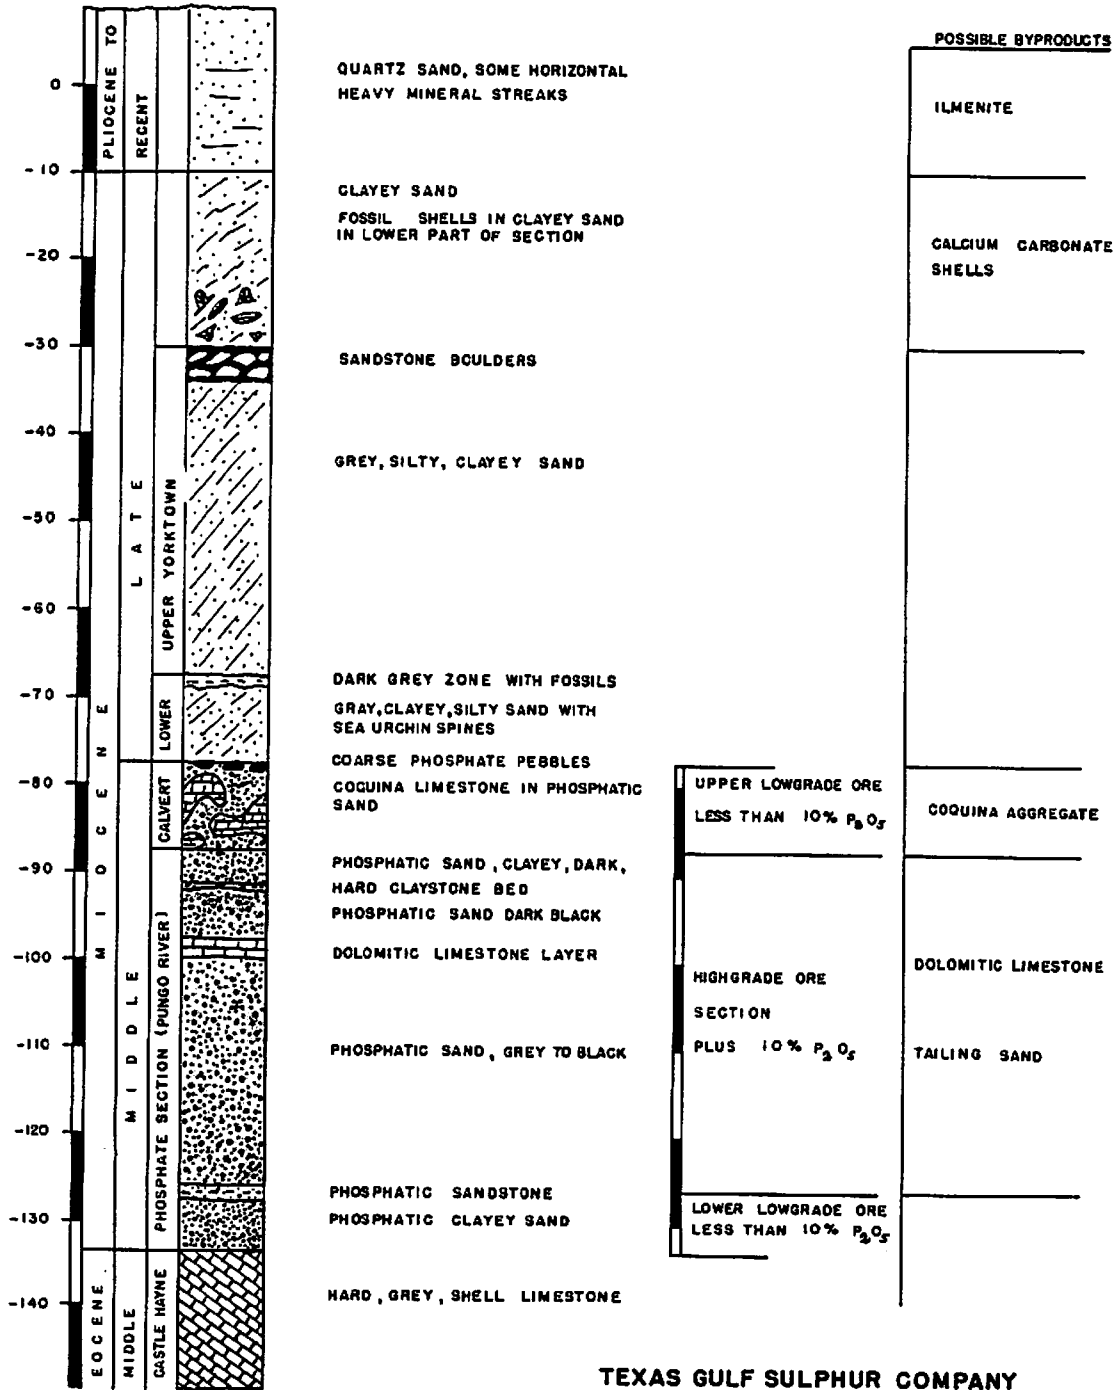 POSSIBLE BYPRODUCTS
PLIOCENE TO
RECENT
0
-10
-20
-30
-40
-50
-60
-70
-80
-90
-100
-110
-120
-130
-140
MIOCENE
LATE
UPPER YORKTOWN
LOWER
CALVERT
MIDDLE
PHOSPHATE SECTION (PUNGO RIVER)
EOCENE
MIDDLE
CASTLE HAYNE
QUARTZ SAND, SOME HORIZONTAL
HEAVY MINERAL STREAKS
CLAYEY SAND
FOSSIL SHELLS IN CLAYEY SAND
IN LOWER PART OF SECTION
SANDSTONE BOULDERS
GREY, SILTY, CLAYEY SAND
DARK GREY ZONE WITH FOSSILS
GRAY, CLAYEY, SILTY SAND WITH
SEA URCHIN SPINES
COARSE PHOSPHATE PEBBLES
COQUINA LIMESTONE IN PHOSPHATIC
SAND
PHOSPHATIC SAND, CLAYEY, DARK,
HARD CLAYSTONE BED
PHOSPHATIC SAND DARK BLACK
DOLOMITIC LIMESTONE LAYER
PHOSPHATIC SAND, GREY TO BLACK
PHOSPHATIC SANDSTONE
PHOSPHATIC CLAYEY SAND
HARD, GREY, SHELL LIMESTONE
UPPER LOWGRADE ORE
LESS THAN 10% P₂O₅
HIGHGRADE ORE
SECTION
PLUS 10% P₂O₅
LOWER LOWGRADE ORE
LESS THAN 10% P₂O₅
ILMENITE
CALCIUM CARBONATE
SHELLS
COQUINA AGGREGATE
DOLOMITIC LIMESTONE
TAILING SAND
TEXAS GULF SULPHUR COMPANY